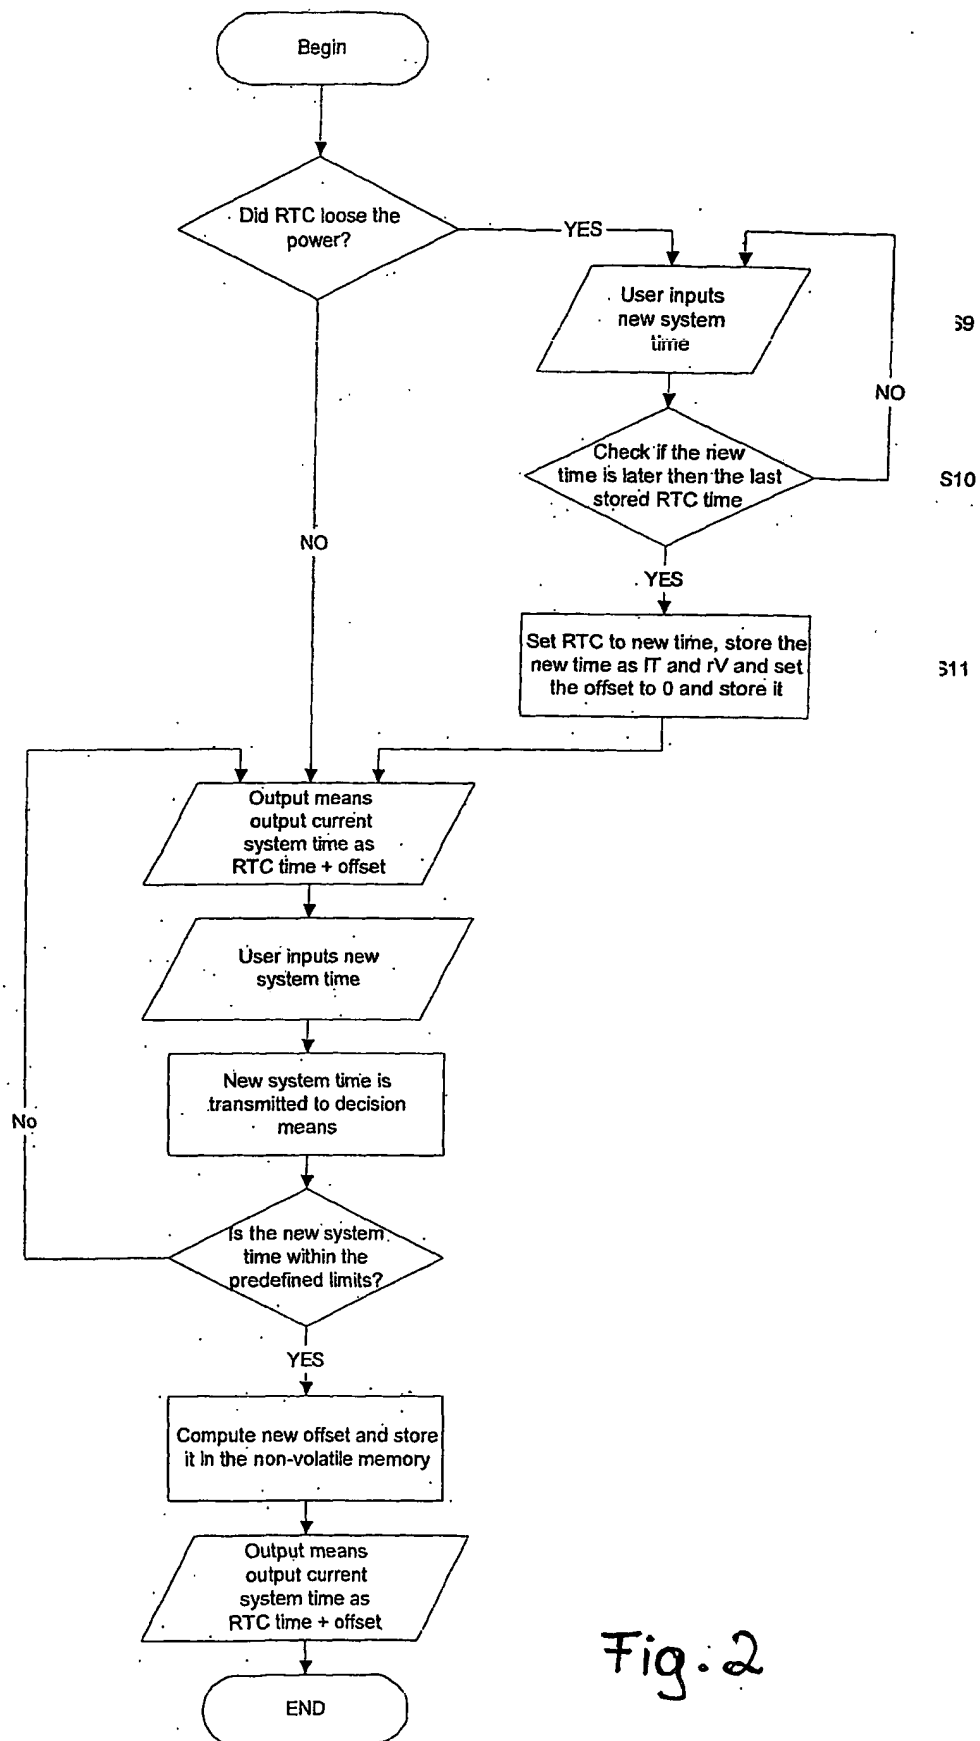 Begin
Did RTC loose the
power?
YES
User inputs
new system
time
S9
NO
Check if the new
time is later then the last
stored RTC time
S10
NO
YES
Set RTC to new time, store the
new time as lT and rV and set
the offset to 0 and store it
S11
Output means
output current
system time as
RTC time + offset
User inputs new
system time
New system time is
transmitted to decision
means
No
Is the new system
time within the
predefined limits?
YES
Compute new offset and store
it in the non-volatile memory
Output means
output current
system time as
RTC time + offset
END
Fig. 2